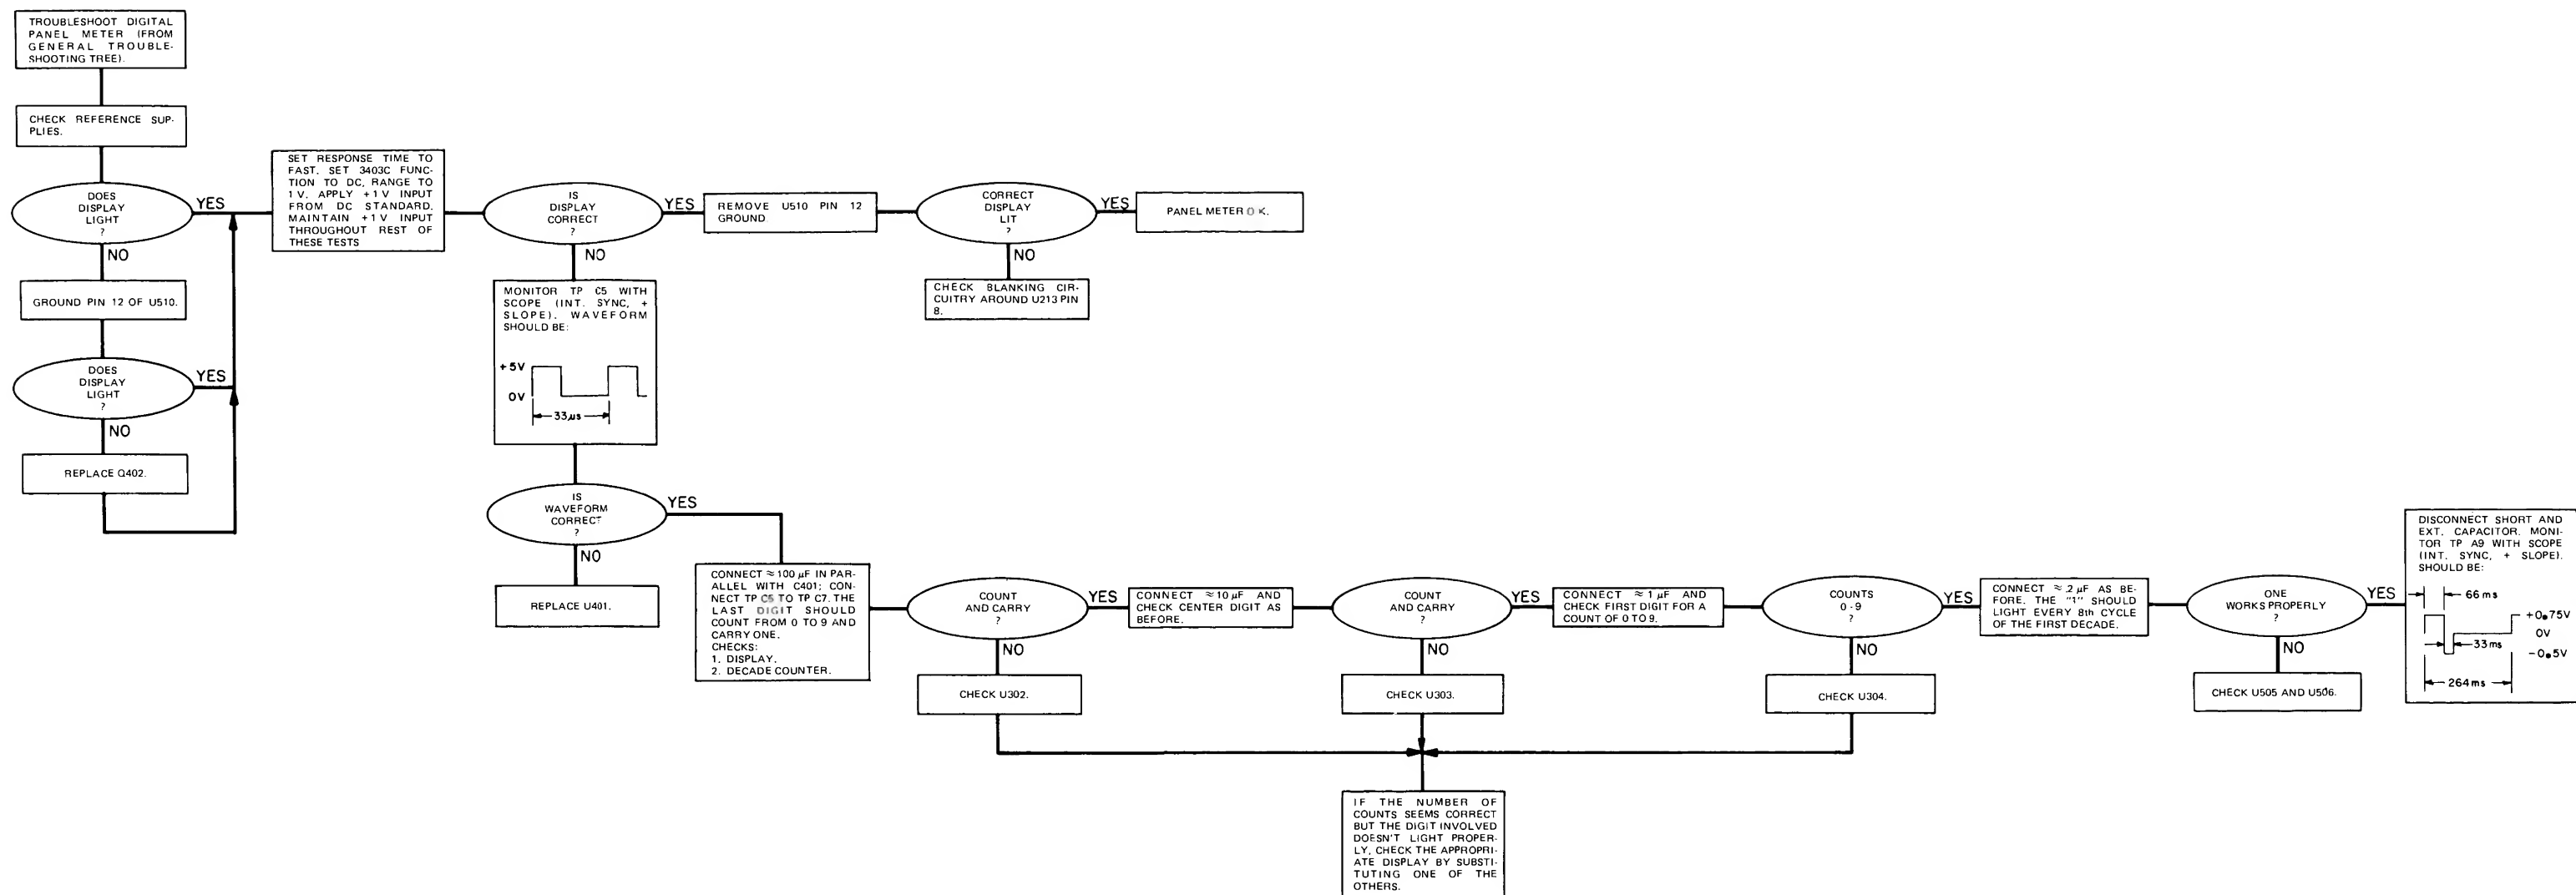 TROUBLESHOOT DIGITAL
PANEL METER (FROM
GENERAL TROUBLE-
SHOOTING TREE).
CHECK REFERENCE SUP-
PLIES.
DOES
DISPLAY
LIGHT
?
YES
NO
GROUND PIN 12 OF U510.
DOES
DISPLAY
LIGHT
?
YES
NO
REPLACE Q402.
SET RESPONSE TIME TO
FAST. SET 3403C FUNC-
TION TO DC, RANGE TO
1 V. APPLY +1 V INPUT
FROM DC STANDARD.
MAINTAIN +1 V INPUT
THROUGHOUT REST OF
THESE TESTS
IS
DISPLAY
CORRECT
?
YES
NO
REMOVE U510 PIN 12
GROUND
CORRECT
DISPLAY
LIT
?
YES
NO
PANEL METER O K.
CHECK BLANKING CIR-
CUITRY AROUND U213 PIN
8.
MONITOR TP C5 WITH
SCOPE (INT. SYNC, +
SLOPE). WAVEFORM
SHOULD BE:
+5V
0V
33µs
IS
WAVEFORM
CORRECT
?
YES
NO
REPLACE U401.
CONNECT ≈100 µF IN PAR-
ALLEL WITH C401; CON-
NECT TP C6 TO TP C7. THE
LAST DIGIT SHOULD
COUNT FROM 0 TO 9 AND
CARRY ONE.
CHECKS:
1. DISPLAY.
2. DECADE COUNTER.
COUNT
AND CARRY
?
YES
NO
CHECK U302.
CONNECT ≈10 µF AND
CHECK CENTER DIGIT AS
BEFORE.
COUNT
AND CARRY
?
YES
NO
CHECK U303.
CONNECT ≈ 1 µF AND
CHECK FIRST DIGIT FOR A
COUNT OF 0 TO 9.
COUNTS
0 - 9
?
YES
NO
CHECK U304.
CONNECT ≈ .2 µF AS BE-
FORE. THE "1" SHOULD
LIGHT EVERY 8th CYCLE
OF THE FIRST DECADE.
ONE
WORKS PROPERLY
?
YES
NO
CHECK U505 AND U506.
DISCONNECT SHORT AND
EXT. CAPACITOR. MONI-
TOR TP A9 WITH SCOPE
(INT. SYNC, + SLOPE).
SHOULD BE:
66 ms
+0.75V
0V
33ms
-0.5V
264ms
IF THE NUMBER OF
COUNTS SEEMS CORRECT
BUT THE DIGIT INVOLVED
DOESN'T LIGHT PROPER-
LY, CHECK THE APPROPRI-
ATE DISPLAY BY SUBSTI-
TUTING ONE OF THE
OTHERS.